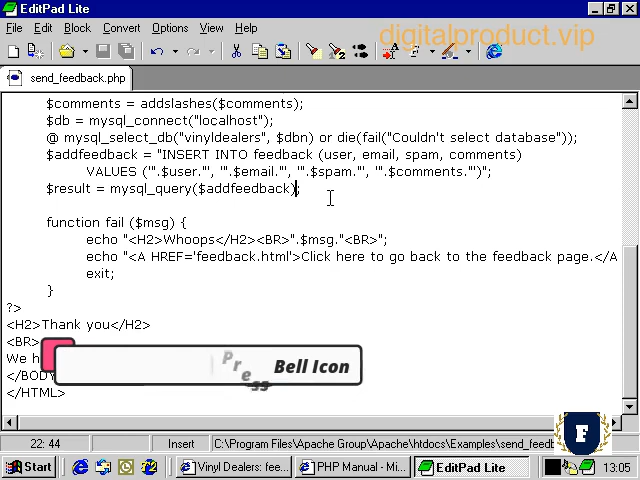 EditPad Lite
File Edit Block Convert Options View Help
digitalproduct.vip
send_feedback.php
$comments = addslashes($comments);
$db = mysql_connect("localhost");
@ mysql_select_db("vinyldealers", $dbn) or die(fail("Couldn't select database"));
$addfeedback = "INSERT INTO feedback (user, email, spam, comments)
VALUES ('".$user."', '".$email."', '".$spam."', '".$comments."')";
$result = mysql_query($addfeedback);
function fail ($msg) {
echo "<H2>Whoops</H2><BR>".$msg."<BR>";
echo "<A HREF='feedback.html'>Click here to go back to the feedback page.</A
exit;
}
?>
<H2>Thank you</H2>
<BR>
We h
Press Bell Icon
</BODY
</HTML>
F
22: 44 Insert C:\Program Files\Apache Group\Apache\htdocs\Examples\send_feedb
Start Vinyl Dealers: fee... PHP Manual - Mi... EditPad Lite 13:05